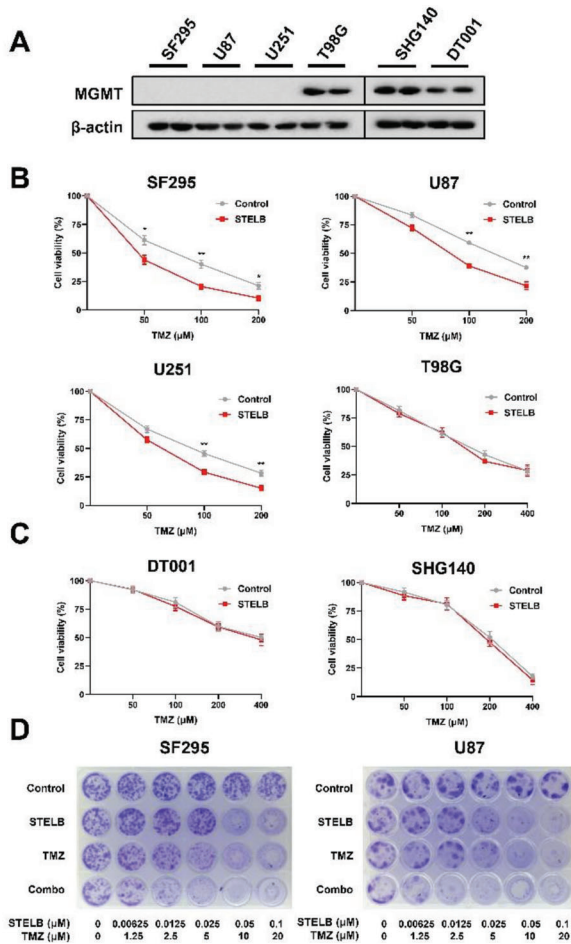 A
SF295 U87 U251 T98G SHG140 DT001
MGMT
β-actin
B
SF295
Cell viability (%)
100
75
50
25
0
Control
STELB
*
**
*
50 100 200
TMZ (μM)
U87
Cell viability (%)
100
75
50
25
0
Control
STELB
**
**
50 100 200
TMZ (μM)
U251
Cell viability (%)
100
75
50
25
0
Control
STELB
**
**
50 100 200
TMZ (μM)
T98G
Cell viability (%)
100
75
50
25
0
Control
STELB
50 100 200 400
TMZ (μM)
C
DT001
Cell viability (%)
100
75
50
25
0
Control
STELB
50 100 200 400
TMZ (μM)
SHG140
Cell viability (%)
100
75
50
25
0
Control
STELB
50 100 200 400
TMZ (μM)
D
SF295
Control
STELB
TMZ
Combo
STELB (μM) 0 0.00625 0.0125 0.025 0.05 0.1
TMZ (μM) 0 1.25 2.5 5 10 20
U87
Control
STELB
TMZ
Combo
STELB (μM) 0 0.00625 0.0125 0.025 0.05 0.1
TMZ (μM) 0 1.25 2.5 5 10 20